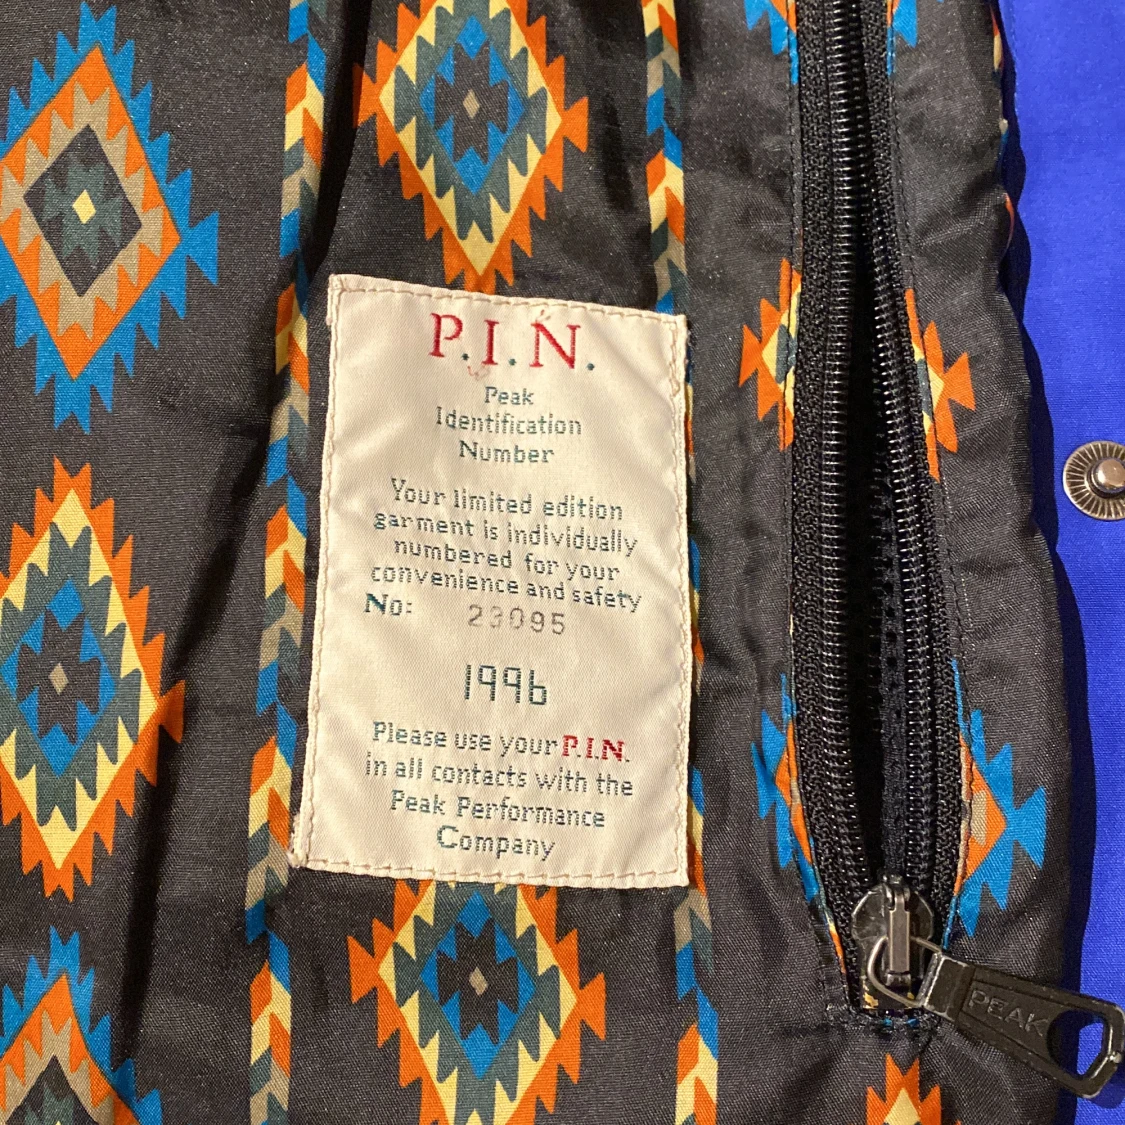 P.I.N.
Peak
Identification
Number
Your limited edition
garment is individually
numbered for your
convenience and safety
No: 23095
1996
Please use your P.I.N.
in all contacts with the
Peak Performance
Company
PEAK